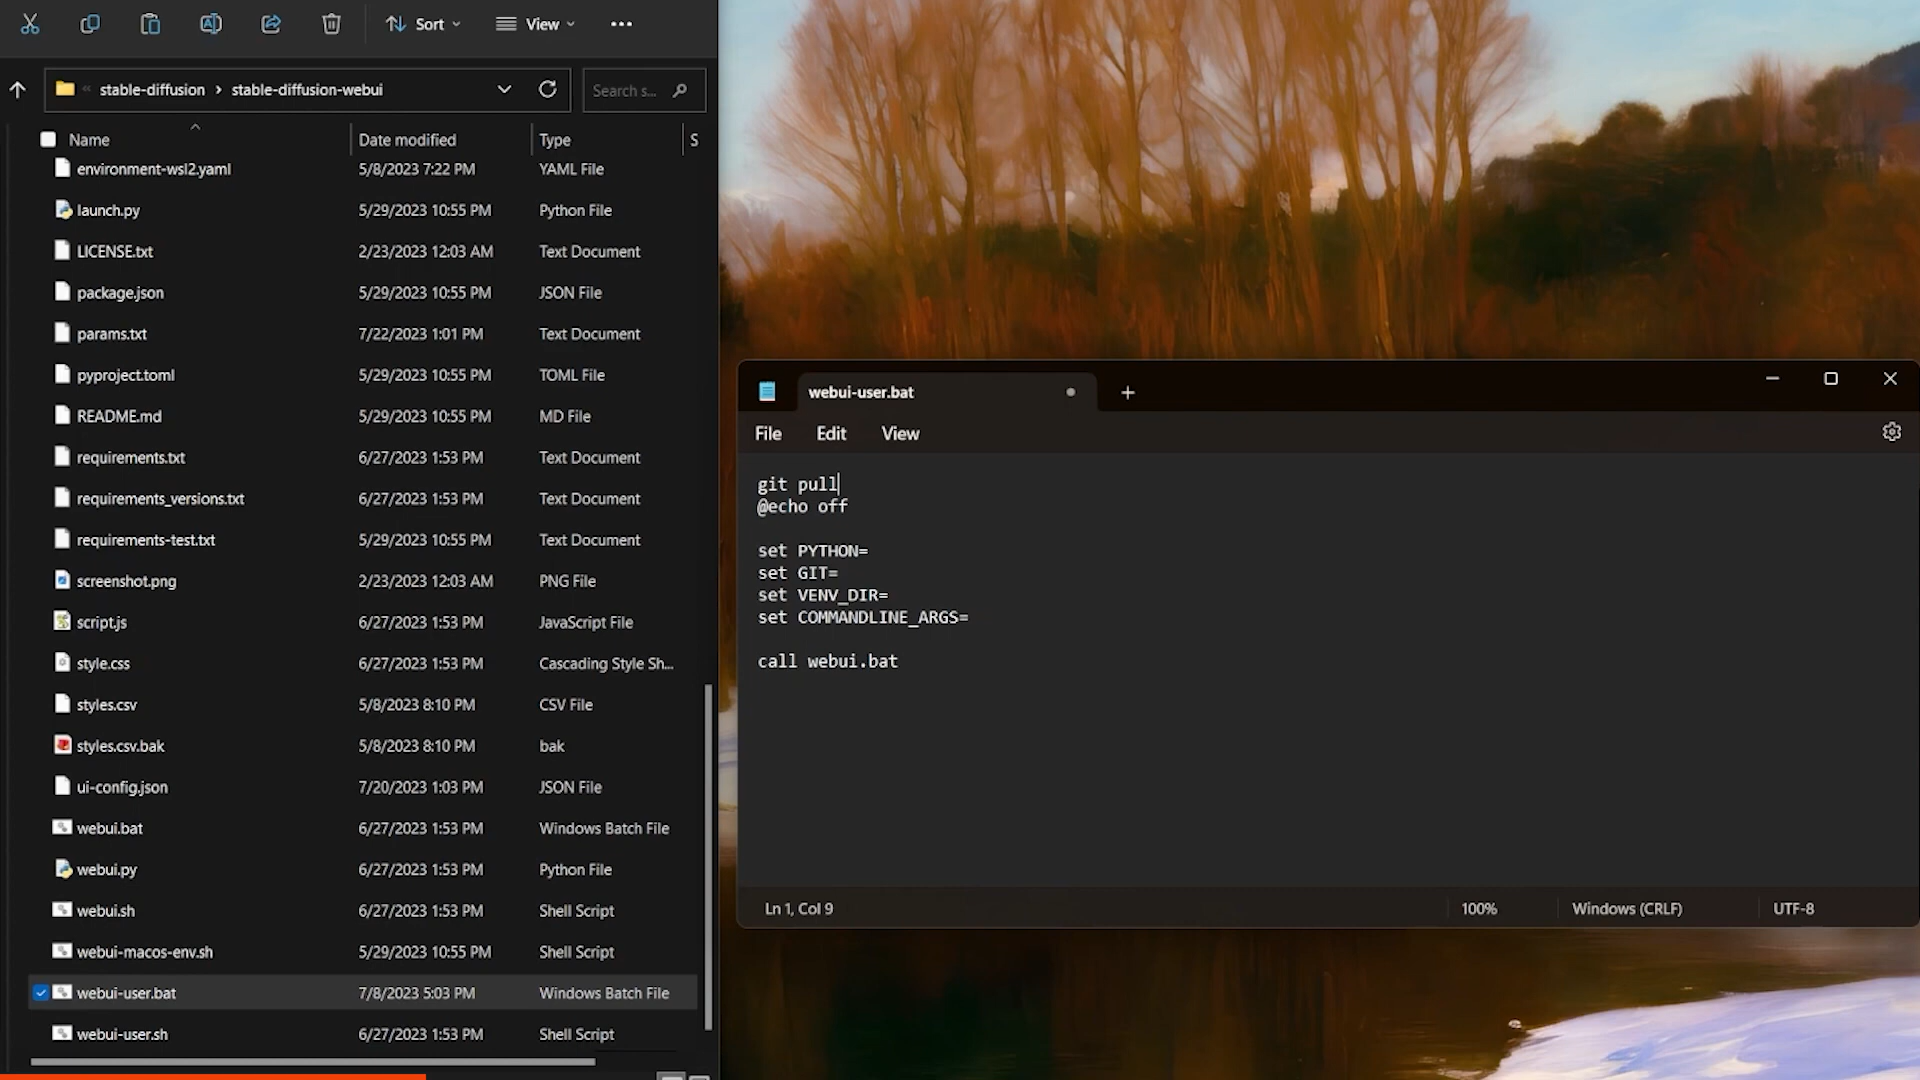 Sort
View
stable-diffusion
stable-diffusion-webui
Search s...
Name
Date modified
Type
S
environment-wsl2.yaml 5/8/2023 7:22 PM YAML File
launch.py 5/29/2023 10:55 PM Python File
LICENSE.txt 2/23/2023 12:03 AM Text Document
package.json 5/29/2023 10:55 PM JSON File
params.txt 7/22/2023 1:01 PM Text Document
pyproject.toml 5/29/2023 10:55 PM TOML File
README.md 5/29/2023 10:55 PM MD File
requirements.txt 6/27/2023 1:53 PM Text Document
requirements_versions.txt 6/27/2023 1:53 PM Text Document
requirements-test.txt 5/29/2023 10:55 PM Text Document
screenshot.png 2/23/2023 12:03 AM PNG File
script.js 6/27/2023 1:53 PM JavaScript File
style.css 6/27/2023 1:53 PM Cascading Style Sh...
styles.csv 5/8/2023 8:10 PM CSV File
styles.csv.bak 5/8/2023 8:10 PM bak
ui-config.json 7/20/2023 1:03 PM JSON File
webui.bat 6/27/2023 1:53 PM Windows Batch File
webui.py 6/27/2023 1:53 PM Python File
webui.sh 6/27/2023 1:53 PM Shell Script
webui-macos-env.sh 5/29/2023 10:55 PM Shell Script
webui-user.bat 7/8/2023 5:03 PM Windows Batch File
webui-user.sh 6/27/2023 1:53 PM Shell Script
webui-user.bat
File Edit View
git pull
@echo off
set PYTHON=
set GIT=
set VENV_DIR=
set COMMANDLINE_ARGS=
call webui.bat
Ln 1, Col 9
100%
Windows (CRLF)
UTF-8